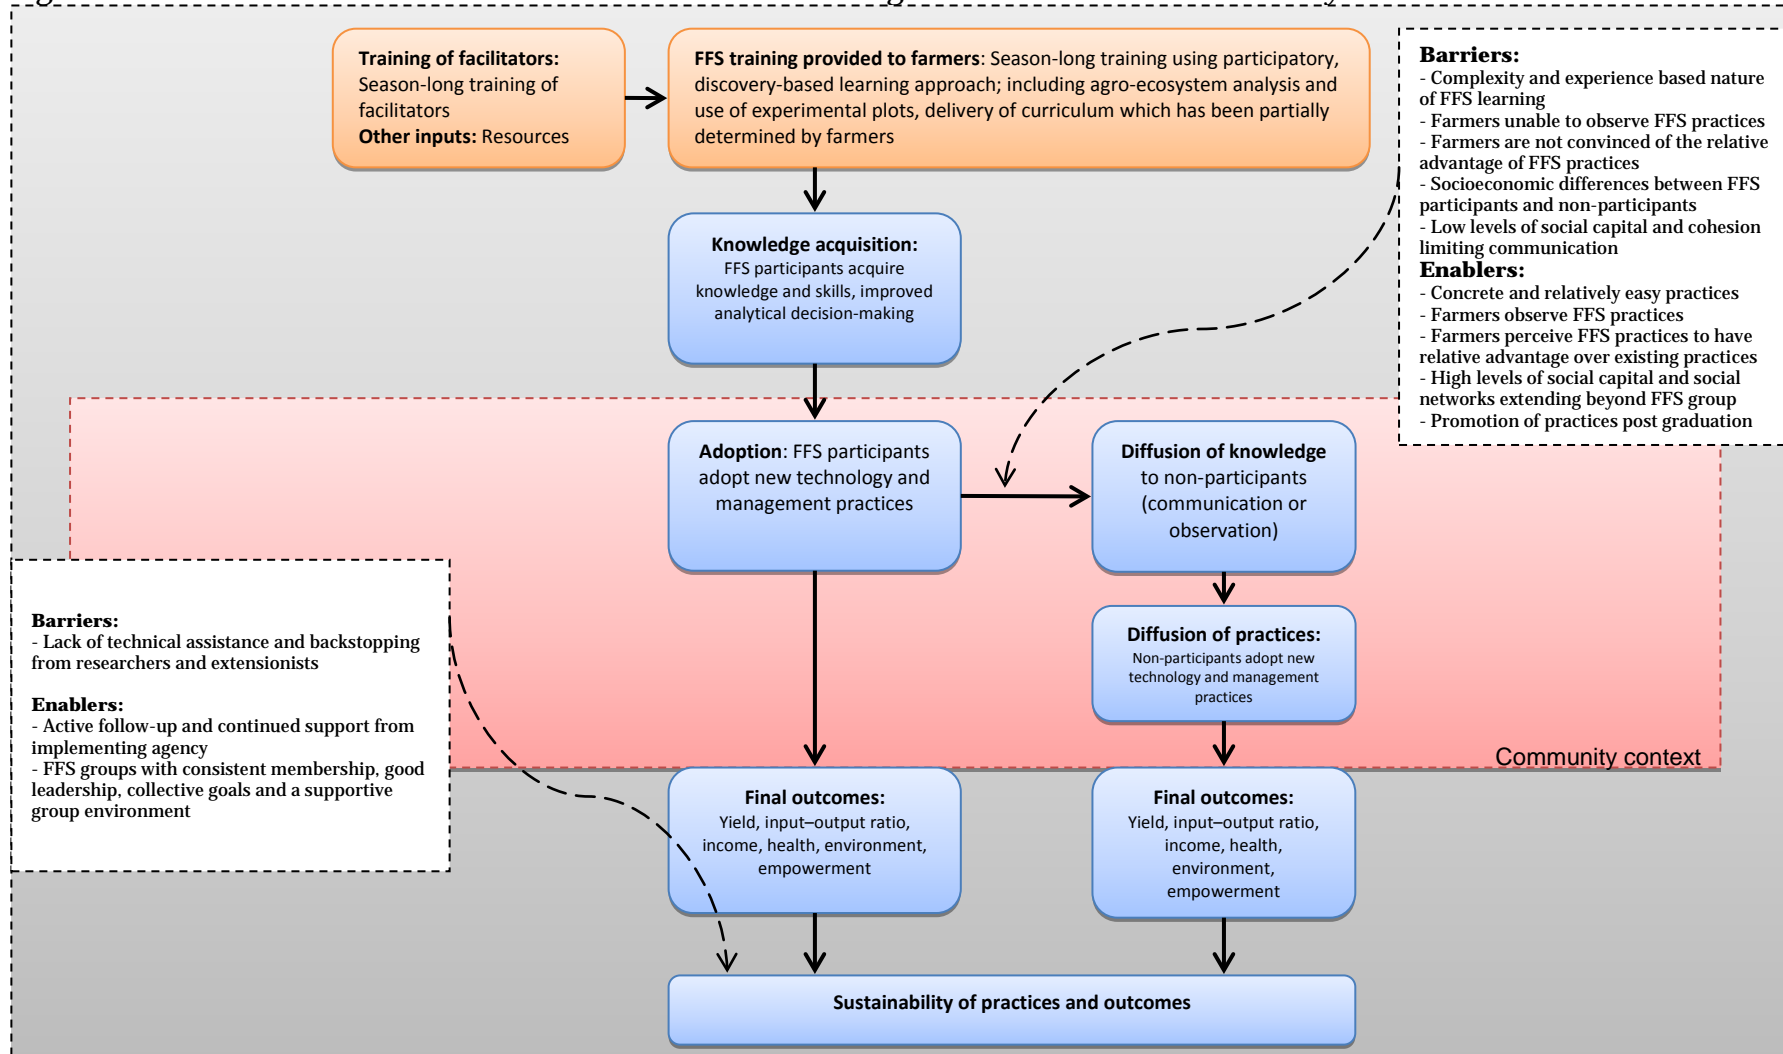 Training of facilitators:
Season-long training of
facilitators
Other inputs: Resources
FFS training provided to farmers: Season-long training using participatory,
discovery-based learning approach; including agro-ecosystem analysis and
use of experimental plots, delivery of curriculum which has been partially
determined by farmers
Barriers:
- Complexity and experience based nature
of FFS learning
- Farmers unable to observe FFS practices
- Farmers are not convinced of the relative
advantage of FFS practices
- Socioeconomic differences between FFS
participants and non-participants
- Low levels of social capital and cohesion
limiting communication
Enablers:
- Concrete and relatively easy practices
- Farmers observe FFS practices
- Farmers perceive FFS practices to have
relative advantage over existing practices
- High levels of social capital and social
networks extending beyond FFS group
- Promotion of practices post graduation
Knowledge acquisition:
FFS participants acquire
knowledge and skills, improved
analytical decision-making
Adoption: FFS participants
adopt new technology and
management practices
Diffusion of knowledge
to non-participants
(communication or
observation)
Diffusion of practices:
Non-participants adopt new
technology and management
practices
Community context
Barriers:
- Lack of technical assistance and backstopping
from researchers and extensionists
Enablers:
- Active follow-up and continued support from
implementing agency
- FFS groups with consistent membership, good
leadership, collective goals and a supportive
group environment
Final outcomes:
Yield, input–output ratio,
income, health, environment,
empowerment
Final outcomes:
Yield, input–output ratio,
income, health,
environment,
empowerment
Sustainability of practices and outcomes